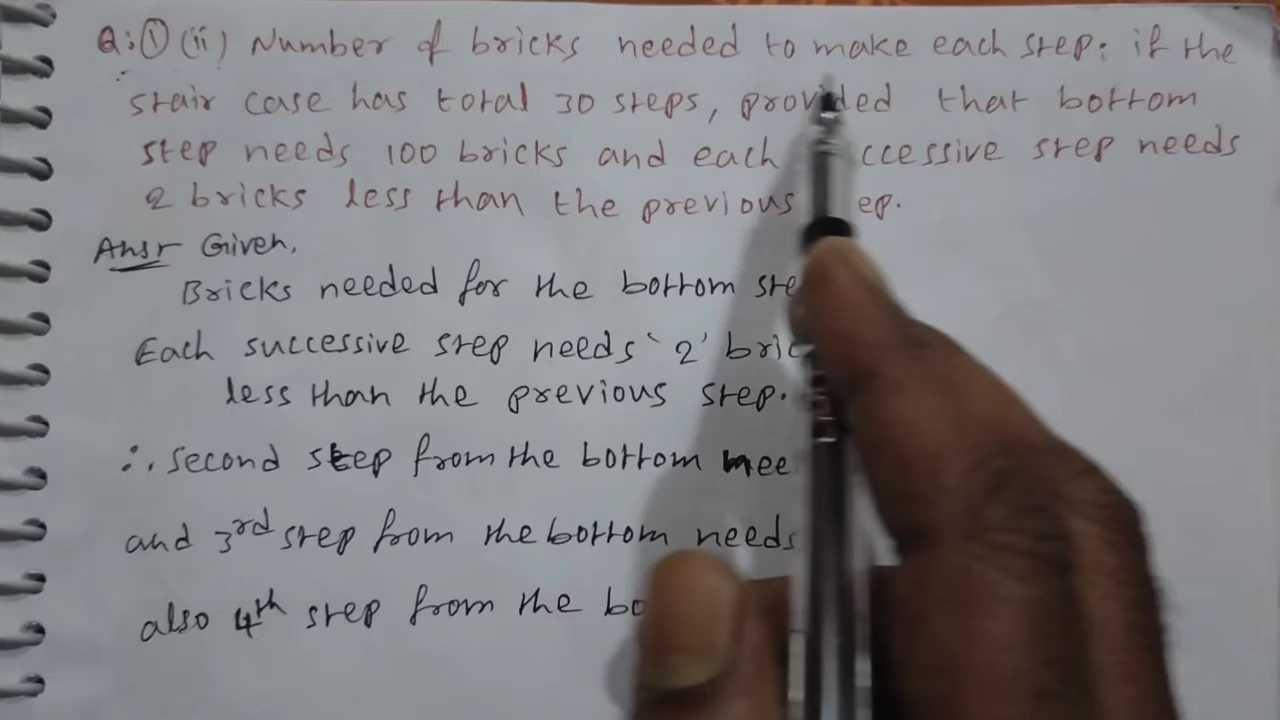 Q:① (ii) Number of bricks needed to make each step: if the
stair case has total 30 steps, provided that bottom
step needs 100 bricks and each ccessive step needs
2 bricks less than the previous ep.
Ansr Given,
Bricks needed for the bottom ste
Each successive step needs '2' bric
less than the previous step.
∴ second step from the bottom nee
and 3rd step from the bottom needs
also 4th step from the bo